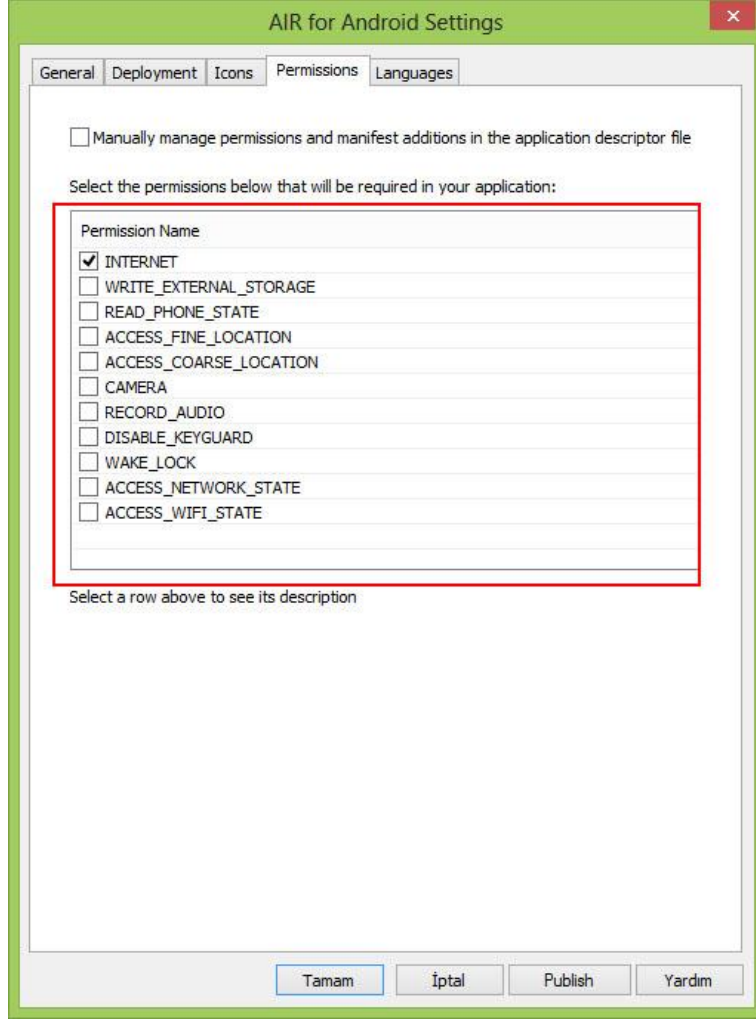 AIR for Android Settings
General Deployment Icons Permissions Languages
Manually manage permissions and manifest additions in the application descriptor file
Select the permissions below that will be required in your application:
Permission Name
INTERNET
WRITE_EXTERNAL_STORAGE
READ_PHONE_STATE
ACCESS_FINE_LOCATION
ACCESS_COARSE_LOCATION
CAMERA
RECORD_AUDIO
DISABLE_KEYGUARD
WAKE_LOCK
ACCESS_NETWORK_STATE
ACCESS_WIFI_STATE
Select a row above to see its description
Tamam İptal Publish Yardım